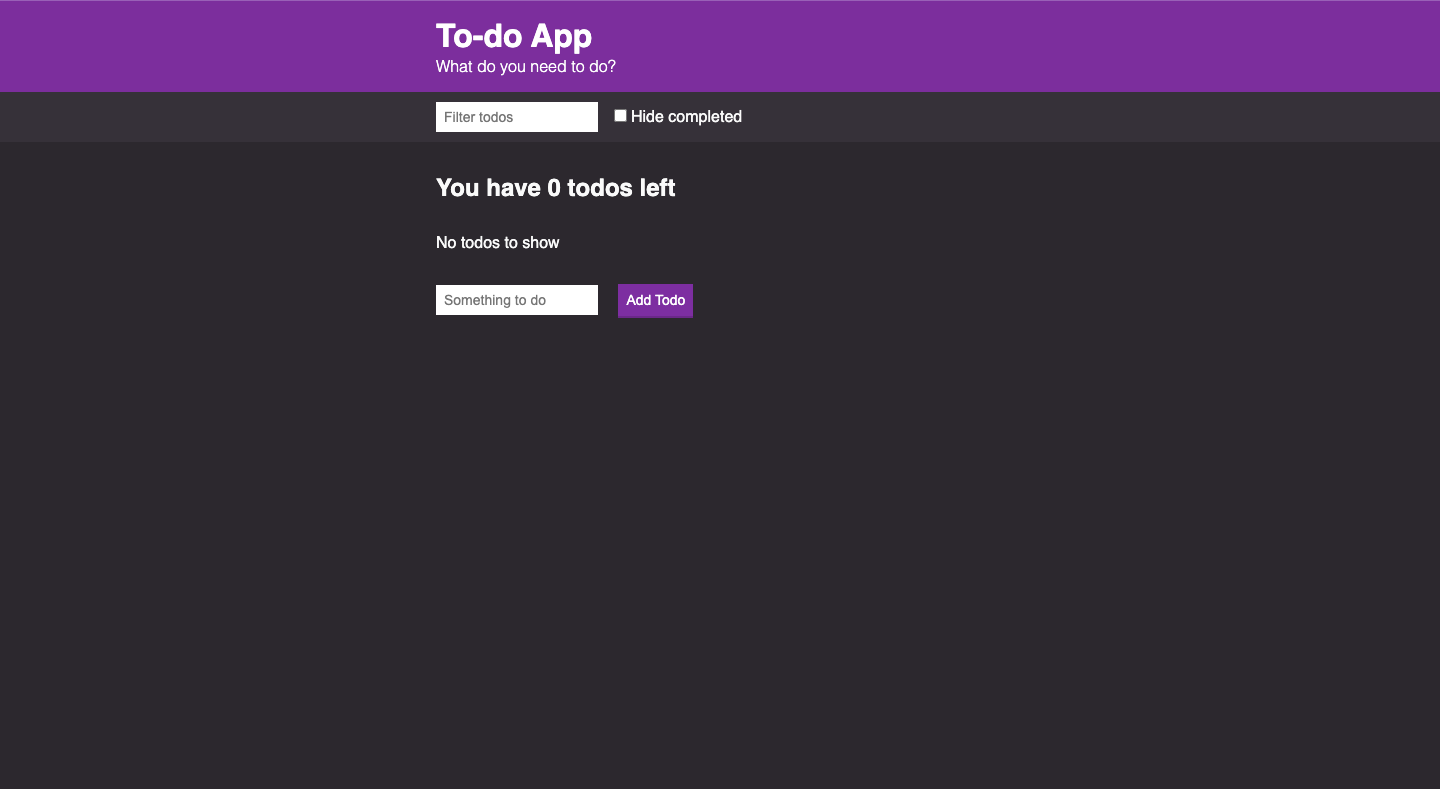 To-do App
What do you need to do?
Filter todos
Hide completed
You have 0 todos left
No todos to show
Something to do
Add Todo